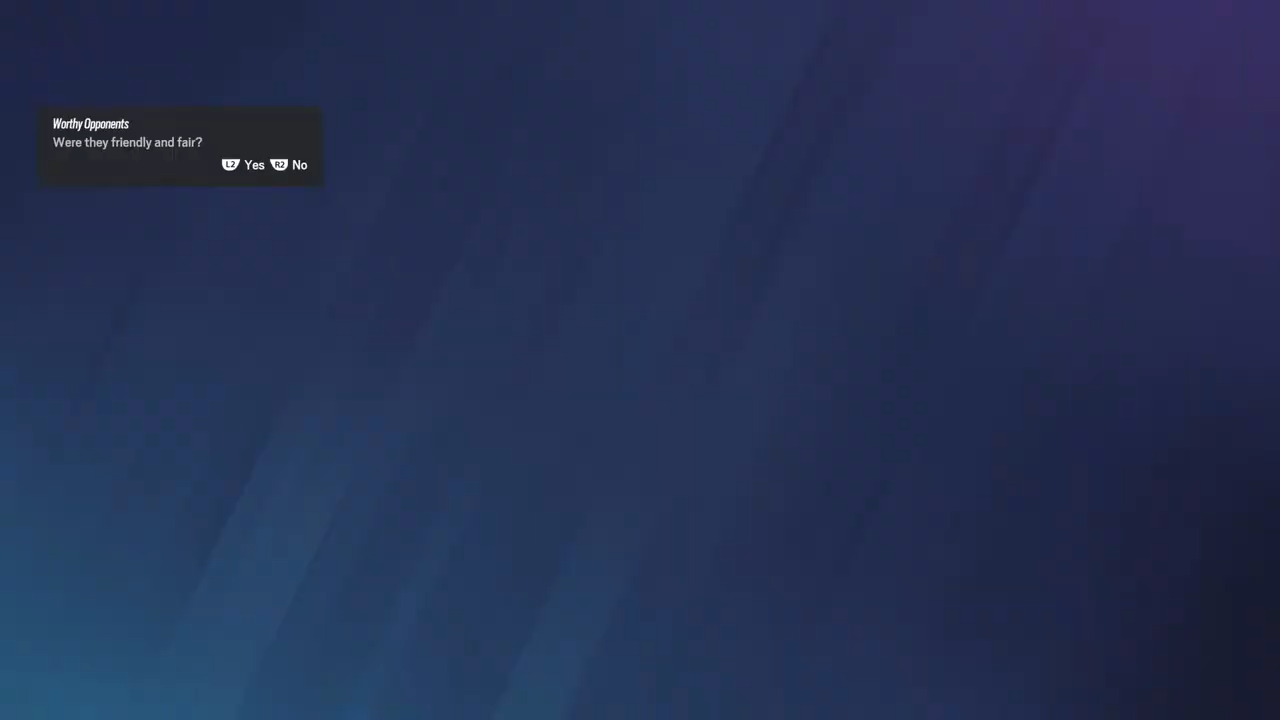 Worthy Opponents
Were they friendly and fair?
L2 Yes R2 No